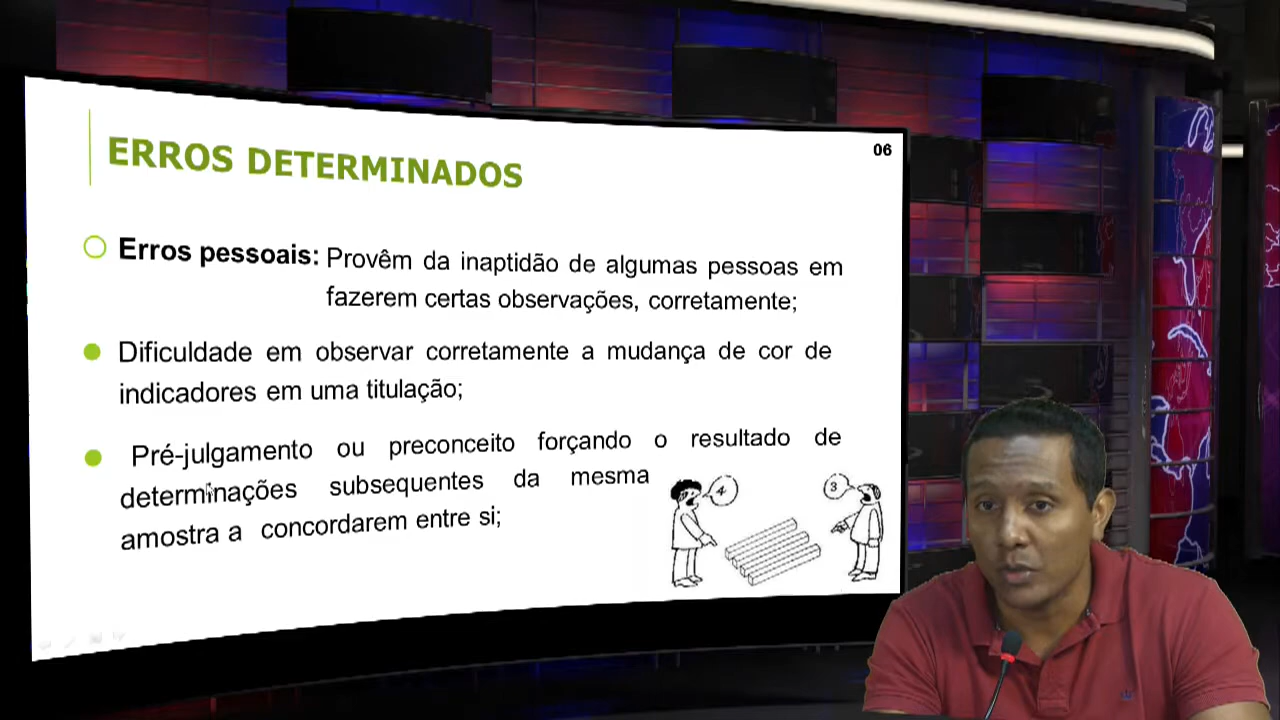 ERROS DETERMINADOS
06
Erros pessoais: Provêm da inaptidão de algumas pessoas em
fazerem certas observações, corretamente;
Dificuldade em observar corretamente a mudança de cor de
indicadores em uma titulação;
Pré-julgamento ou preconceito forçando o resultado de
determinações subsequentes da mesma
amostra a concordarem entre si;
4
3